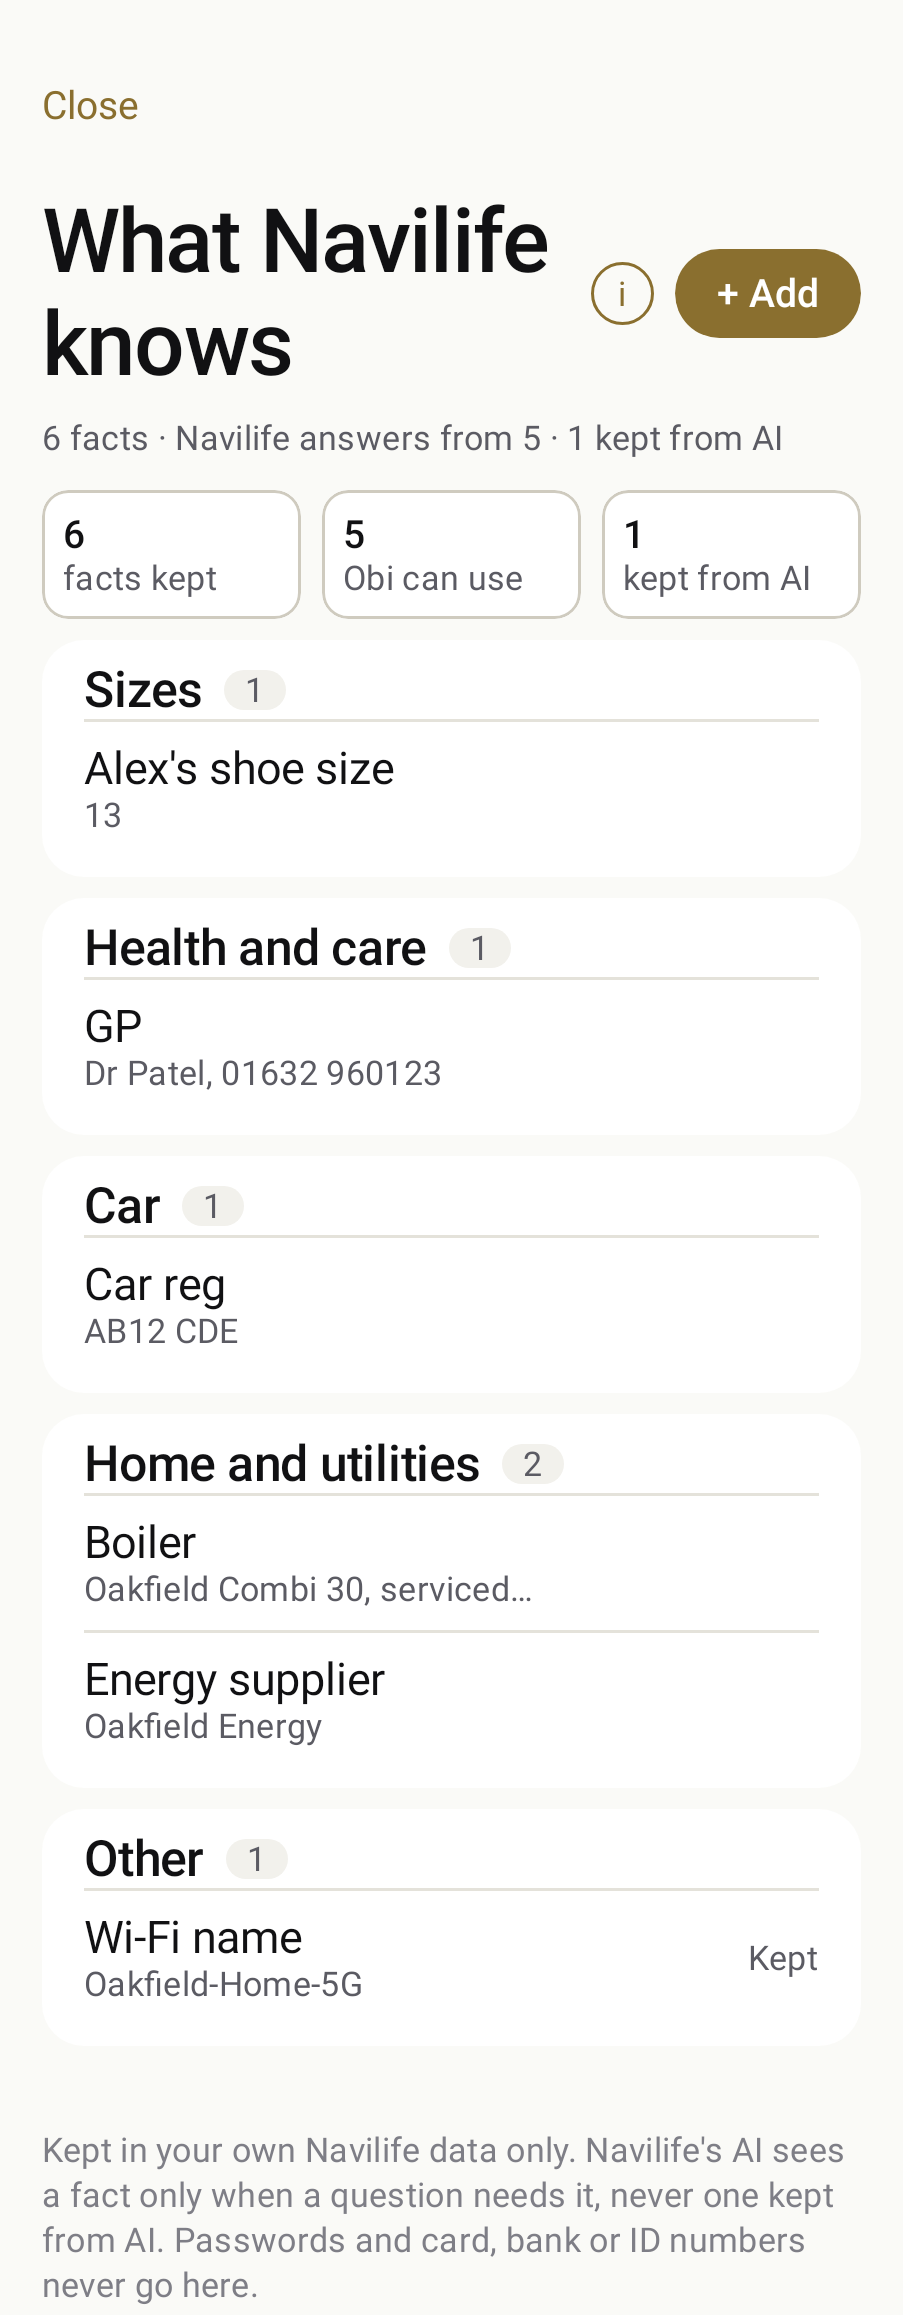 Close
What Navilife
knows
i
+ Add
6 facts · Navilife answers from 5 · 1 kept from AI
6
facts kept
5
Obi can use
1
kept from AI
Sizes 1
Alex's shoe size
13
Health and care 1
GP
Dr Patel, 01632 960123
Car 1
Car reg
AB12 CDE
Home and utilities 2
Boiler
Oakfield Combi 30, serviced...
Energy supplier
Oakfield Energy
Other 1
Wi-Fi name
Oakfield-Home-5G
Kept
Kept in your own Navilife data only. Navilife's AI sees
a fact only when a question needs it, never one kept
from AI. Passwords and card, bank or ID numbers
never go here.